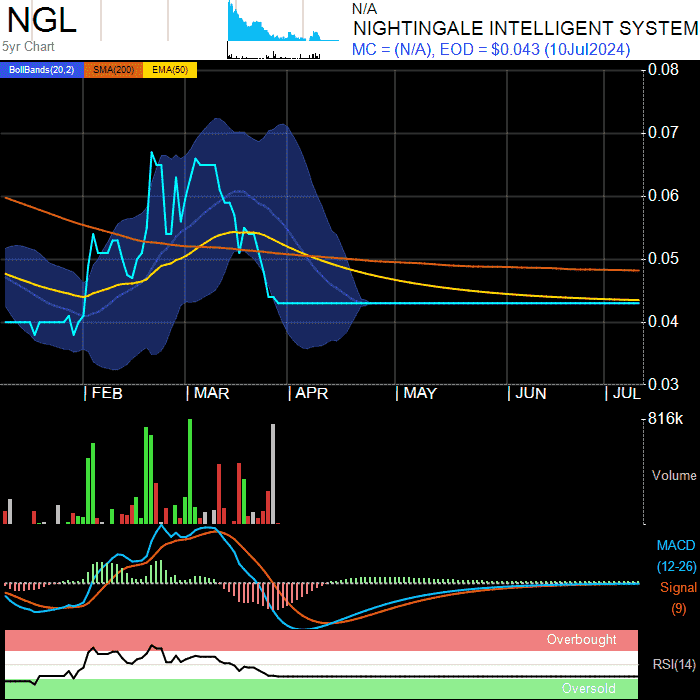 NGL
5yr Chart
N/A
NIGHTINGALE INTELLIGENT SYSTEM
MC = (N/A), EOD = $0.043 (10Jul2024)
BollBands(20,2) SMA(200) EMA(50)
0.08
0.07
0.06
0.05
0.04
0.03
FEB MAR APR MAY JUN JUL
816k
Volume
MACD
(12-26)
Signal
(9)
Overbought
RSI(14)
Oversold